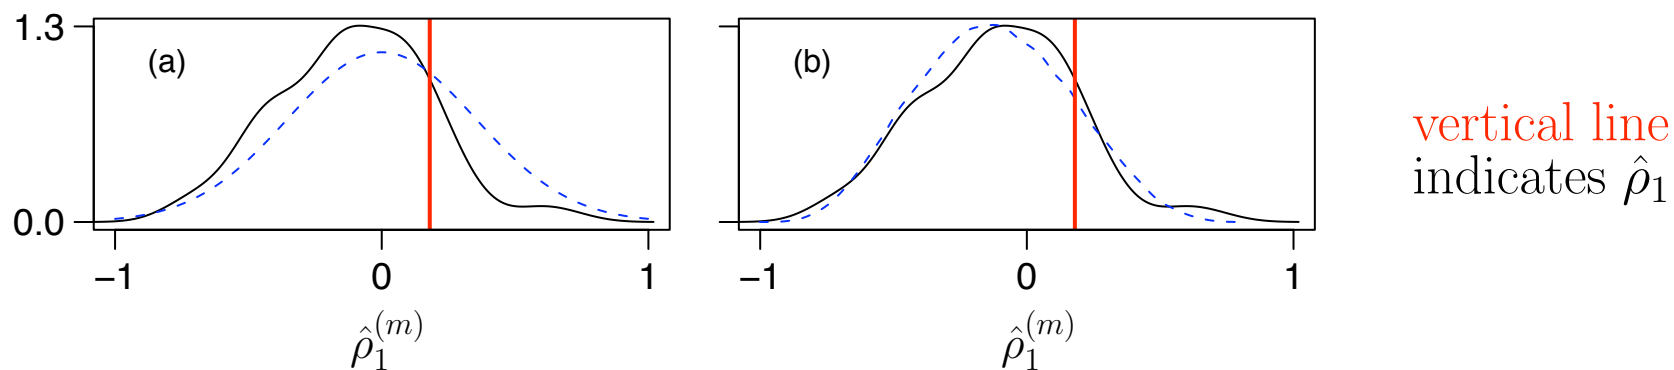 1.3
(a)
(b)
vertical line
indicates ρ̂₁
0.0
−1 0 1
−1 0 1
ρ̂₁⁽ᵐ⁾
ρ̂₁⁽ᵐ⁾